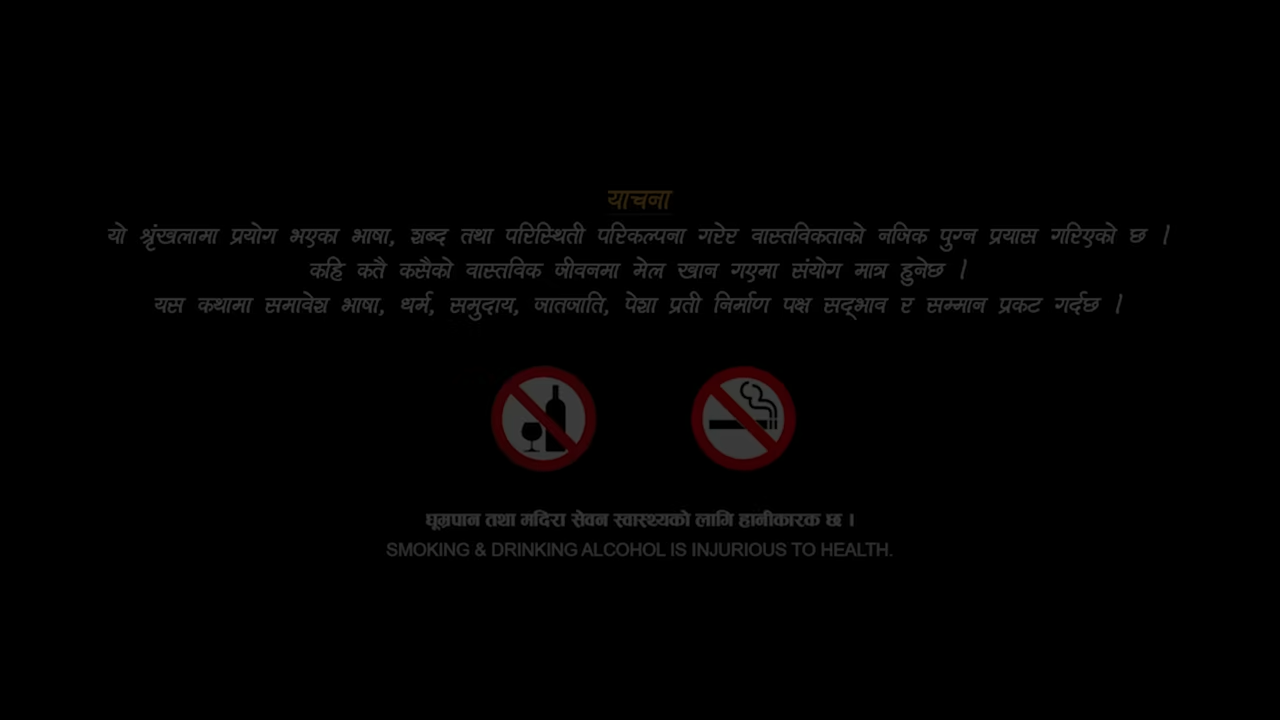 याचना
यो श्रृंखलामा प्रयोग भएका भाषा, शब्द तथा परिस्थिती परिकल्पना गरेर वास्तविकताको नजिक पुग्न प्रयास गरिएको छ ।
कहि कतै कसैको वास्तविक जीवनमा मेल खान गएमा संयोग मात्र हुनेछ ।
यस कथामा समावेश भाषा, धर्म, समुदाय, जातजाति, पेशा प्रती निर्माण पक्ष सद्भाव र सम्मान प्रकट गर्दछ ।
धूम्रपान तथा मदिरा सेवन स्वास्थ्यको लागि हानीकारक छ ।
SMOKING & DRINKING ALCOHOL IS INJURIOUS TO HEALTH.